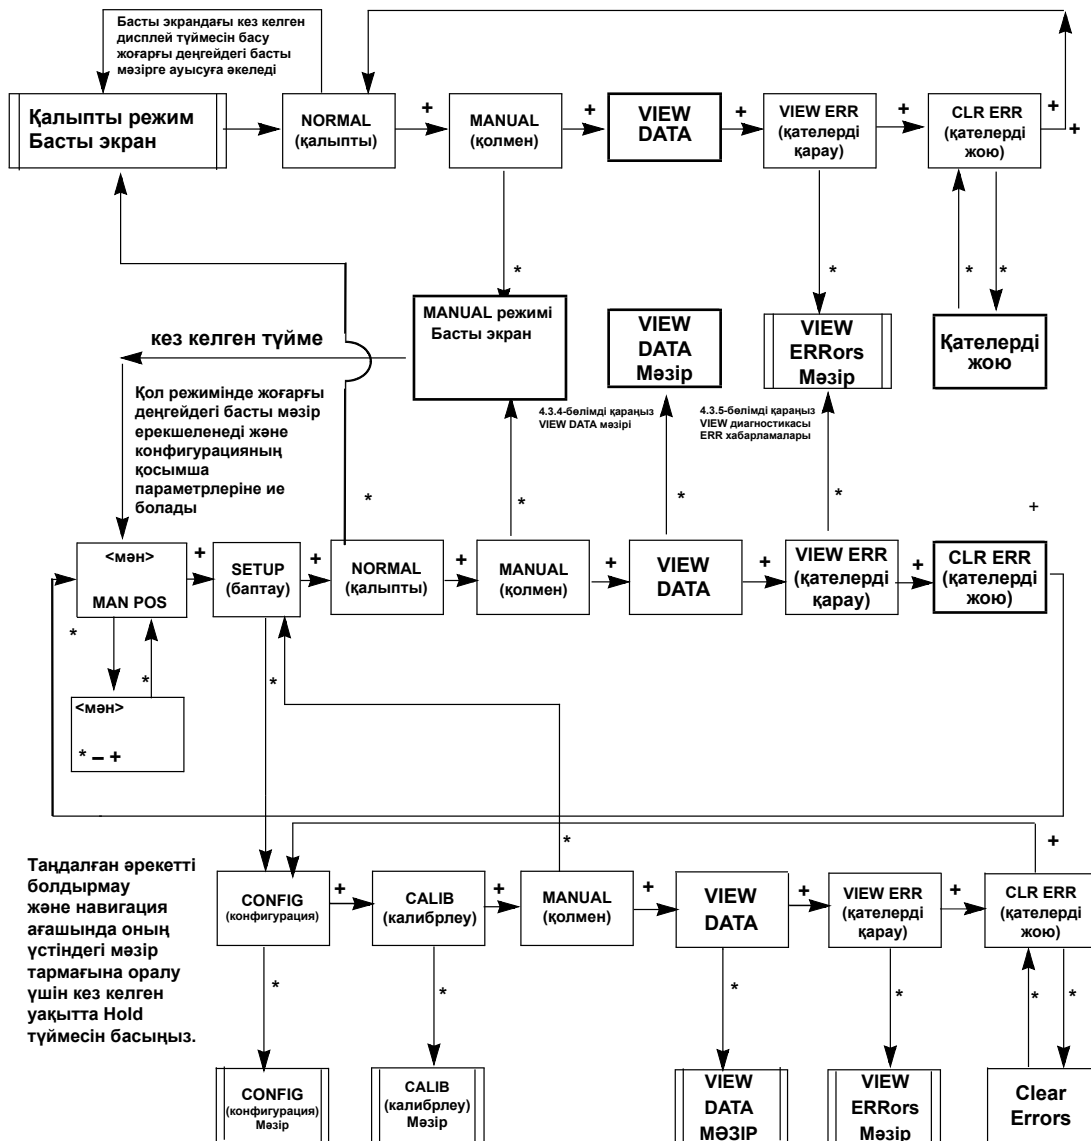 Басты экрандағы кез келген
дисплей түймесін басу
жоғарғы деңгейдегі басты
мәзірге ауысуға әкеледі
Қалыпты режим
Басты экран
NORMAL
(қалыпты)
+
MANUAL
(қолмен)
+
VIEW
DATA
+
VIEW ERR
(қателерді
қарау)
+
CLR ERR
(қателерді
жою)
+
+
*
*
*
*
MANUAL режимі
Басты экран
VIEW
DATA
Мәзір
VIEW
ERRors
Мәзір
Қателерді
жою
кез келген түйме
Қол режимінде жоғарғы
деңгейдегі басты мәзір
ерекшеленеді және
конфигурацияның
қосымша
параметрлеріне ие
болады
4.3.4-бөлімді қараңыз
VIEW DATA мәзірі
4.3.5-бөлімді қараңыз
VIEW диагностикасы
ERR хабарламалары
*
*
*
*
+
<мән>
MAN POS
+
SETUP
(баптау)
+
NORMAL
(қалыпты)
+
MANUAL
(қолмен)
+
VIEW
DATA
+
VIEW ERR
(қателерді
қарау)
+
CLR ERR
(қателерді
жою)
*
*
*
<мән>
* – +
*
+
Таңдалған әрекетті
болдырмау
және навигация
ағашында оның
үстіндегі мәзір
тармағына оралу
үшін кез келген
уақытта Hold
түймесін басыңыз.
CONFIG
(конфигурация)
+
CALIB
(калибрлеу)
+
MANUAL
(қолмен)
+
VIEW
DATA
+
VIEW ERR
(қателерді
қарау)
+
CLR ERR
(қателерді
жою)
*
*
*
*
*
*
CONFIG
(конфигурация)
Мәзір
CALIB
(калибрлеу)
Мәзір
VIEW
DATA
МӘЗІР
VIEW
ERRors
Мәзір
Clear
Errors